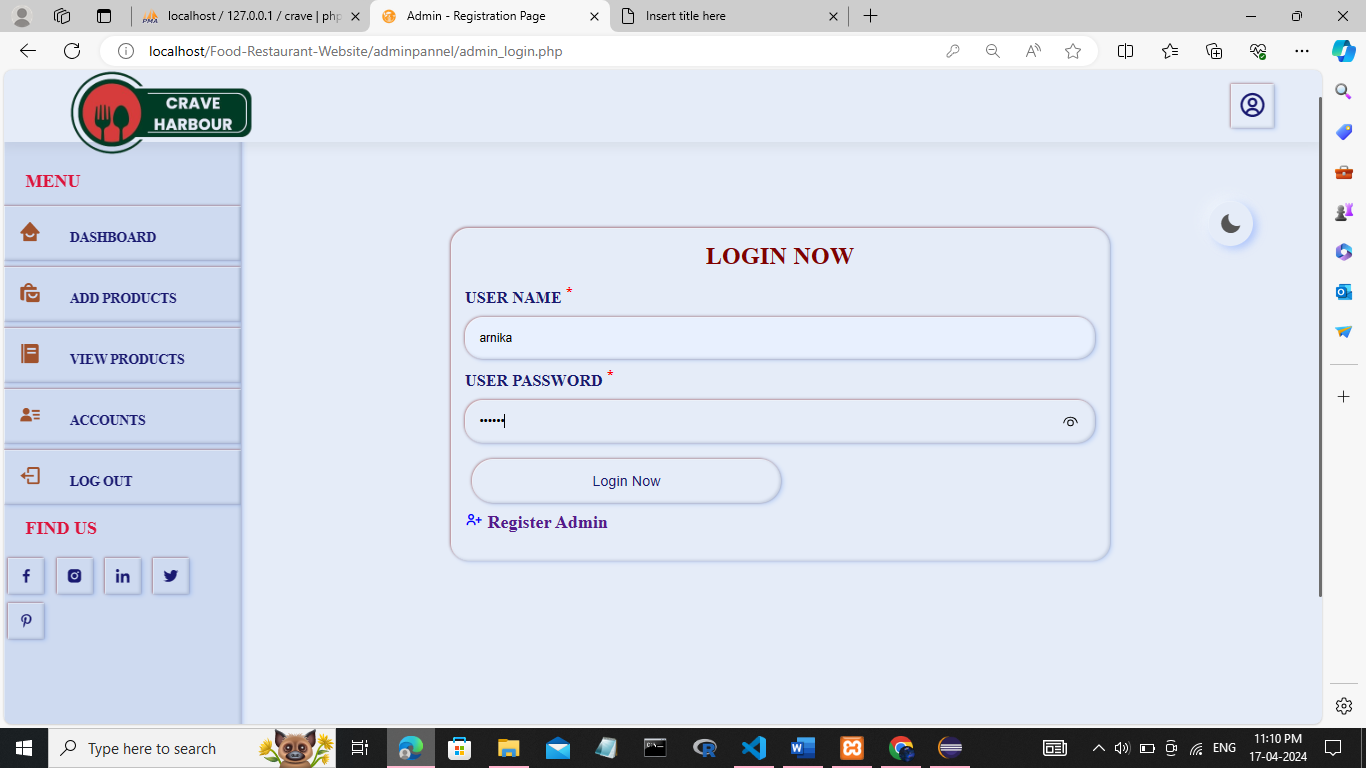 localhost / 127.0.0.1 / crave | php
Admin - Registration Page
Insert title here
localhost/Food-Restaurant-Website/adminpannel/admin_login.php
CRAVE
HARBOUR
MENU
DASHBOARD
ADD PRODUCTS
VIEW PRODUCTS
ACCOUNTS
LOG OUT
FIND US
LOGIN NOW
USER NAME *
arnika
USER PASSWORD *
••••••
Login Now
Register Admin
Type here to search
ENG
11:10 PM
17-04-2024